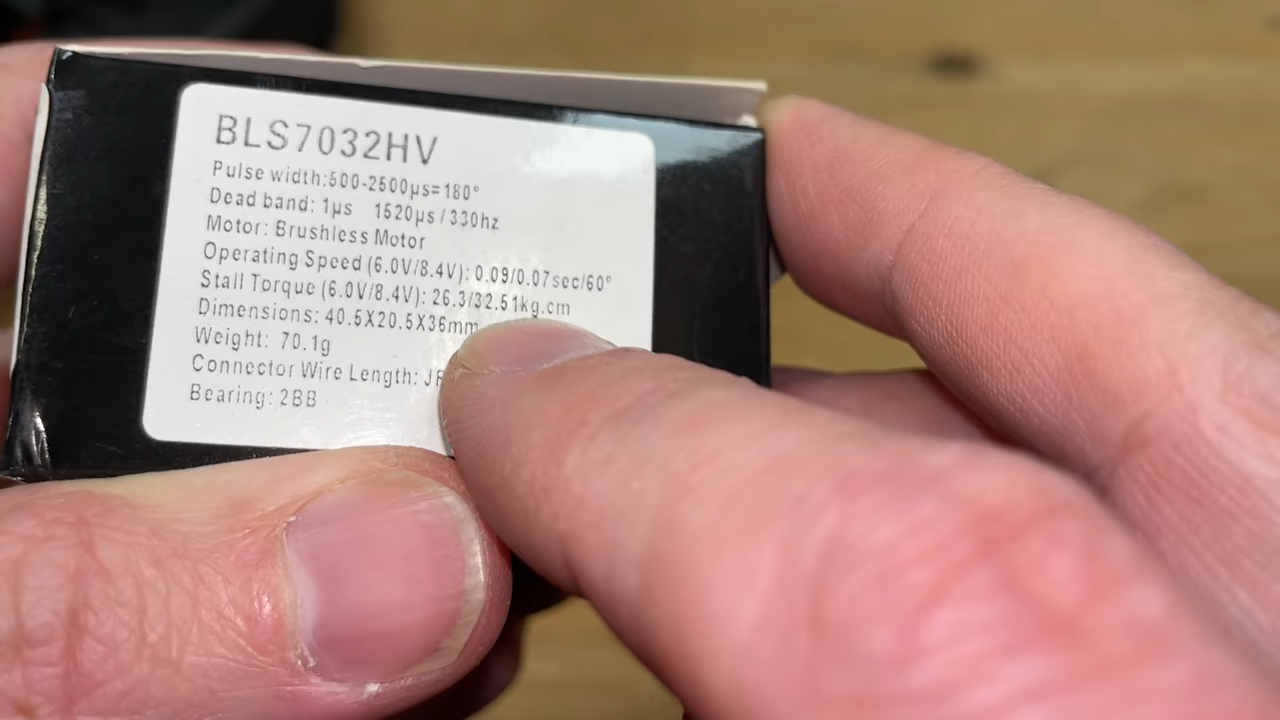 BLS7032HV
Pulse width:500-2500µs=180°
Dead band: 1µs 1520µs/330hz
Motor: Brushless Motor
Operating Speed (6.0V/8.4V): 0.09/0.07sec/60°
Stall Torque (6.0V/8.4V): 26.3/32.51kg.cm
Dimensions: 40.5X20.5X36mm
Weight: 70.1g
Connector Wire Length:
Bearing: 2BB